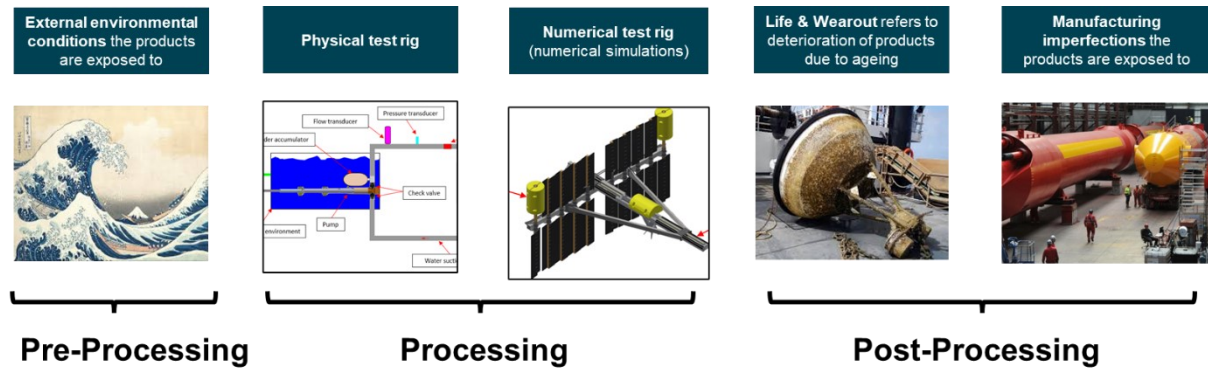 External environmental
conditions the products
are exposed to
Physical test rig
Numerical test rig
(numerical simulations)
Life & Wearout refers to
deterioration of products
due to ageing
Manufacturing
imperfections the
products are exposed to
Flow transducer
Pressure transducer
der accumulator
Check valve
Pump
environment
Water sucti
Pre-Processing
Processing
Post-Processing